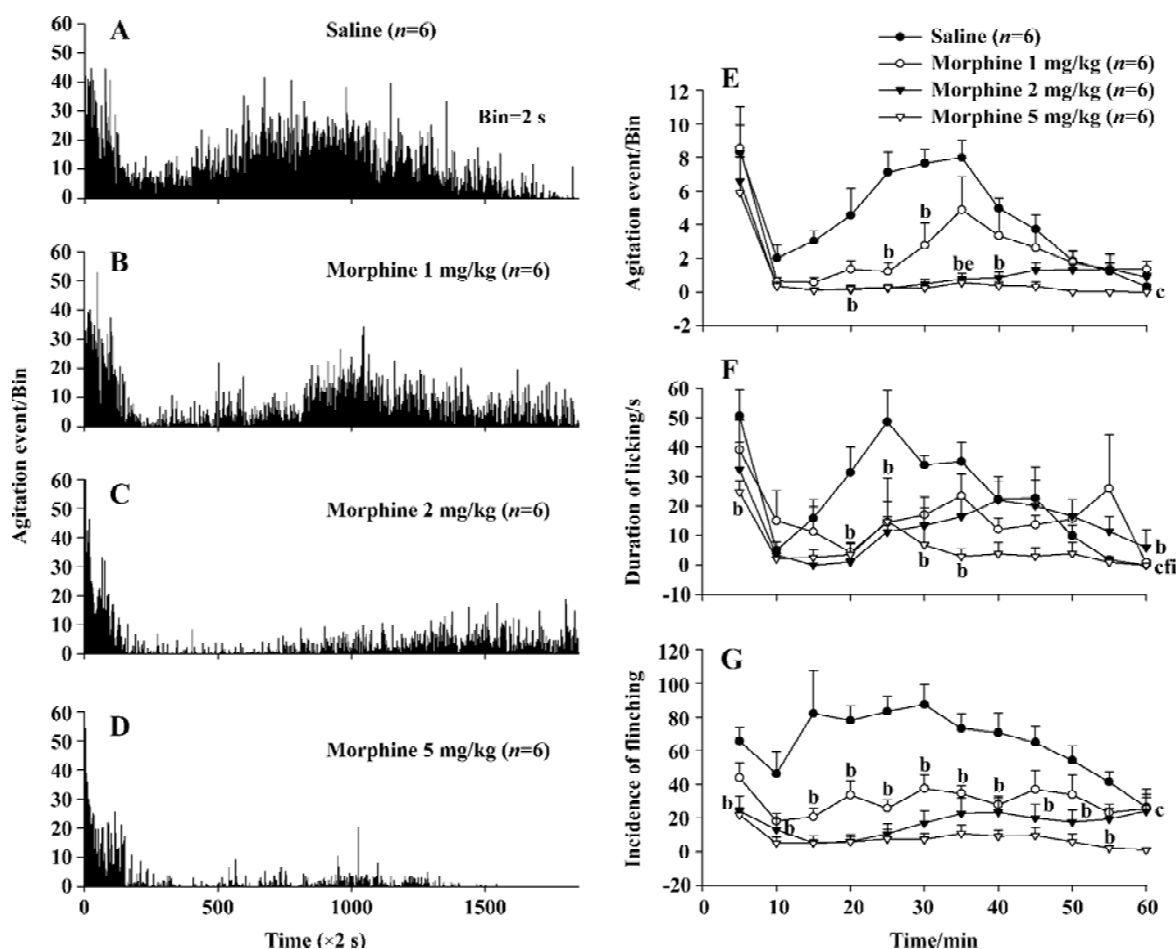 A
Saline (n=6)
Bin=2 s
60
50
40
30
20
10
0
B
Morphine 1 mg/kg (n=6)
60
50
40
30
20
10
0
C
Morphine 2 mg/kg (n=6)
60
50
40
30
20
10
0
D
Morphine 5 mg/kg (n=6)
60
50
40
30
20
10
0
0 500 1000 1500
Time (×2 s)
Agitation event/Bin
Saline (n=6)
Morphine 1 mg/kg (n=6)
Morphine 2 mg/kg (n=6)
Morphine 5 mg/kg (n=6)
E
12
10
8
6
4
2
0
-2
Agitation event/Bin
b
b
b
be
b
c
F
60
50
40
30
20
10
0
-10
Duration of licking/s
b
b
b
b
b
b
cfi
G
120
100
80
60
40
20
0
-20
Incidence of flinching
b
b
b
b
b
b
b
b
b
b
b
c
0 10 20 30 40 50 60
Time/min